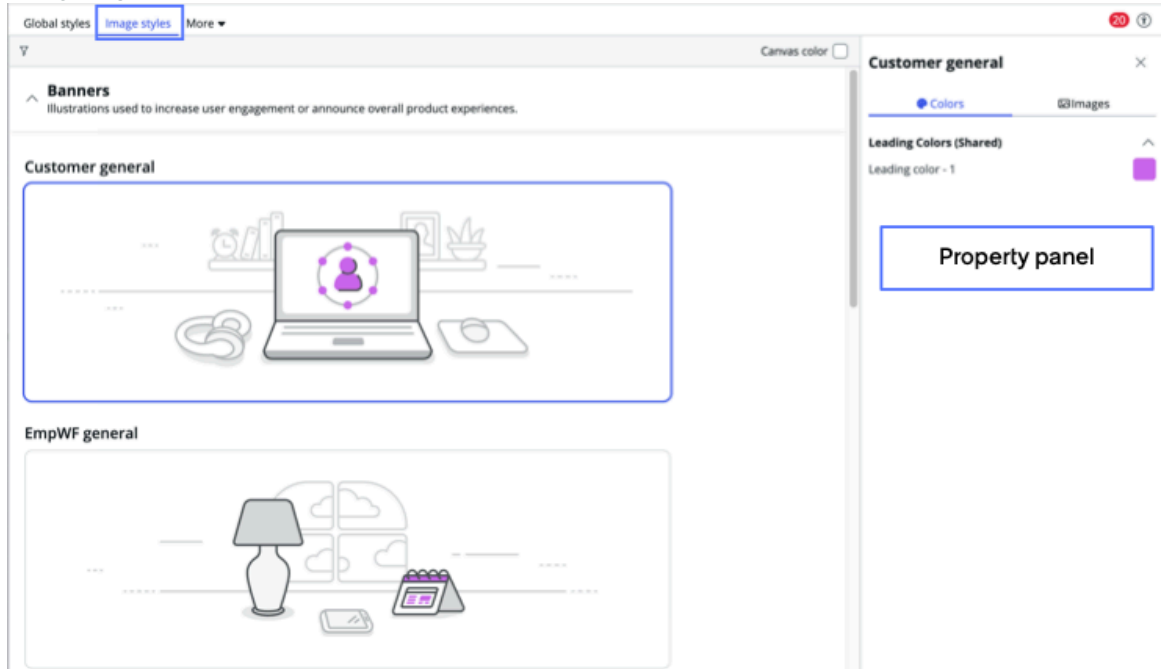 Global styles Image styles More
20
Canvas color
Banners
Illustrations used to increase user engagement or announce overall product experiences.
Customer general
EmpWF general
Customer general
Colors Images
Leading Colors (Shared)
Leading color - 1
Property panel